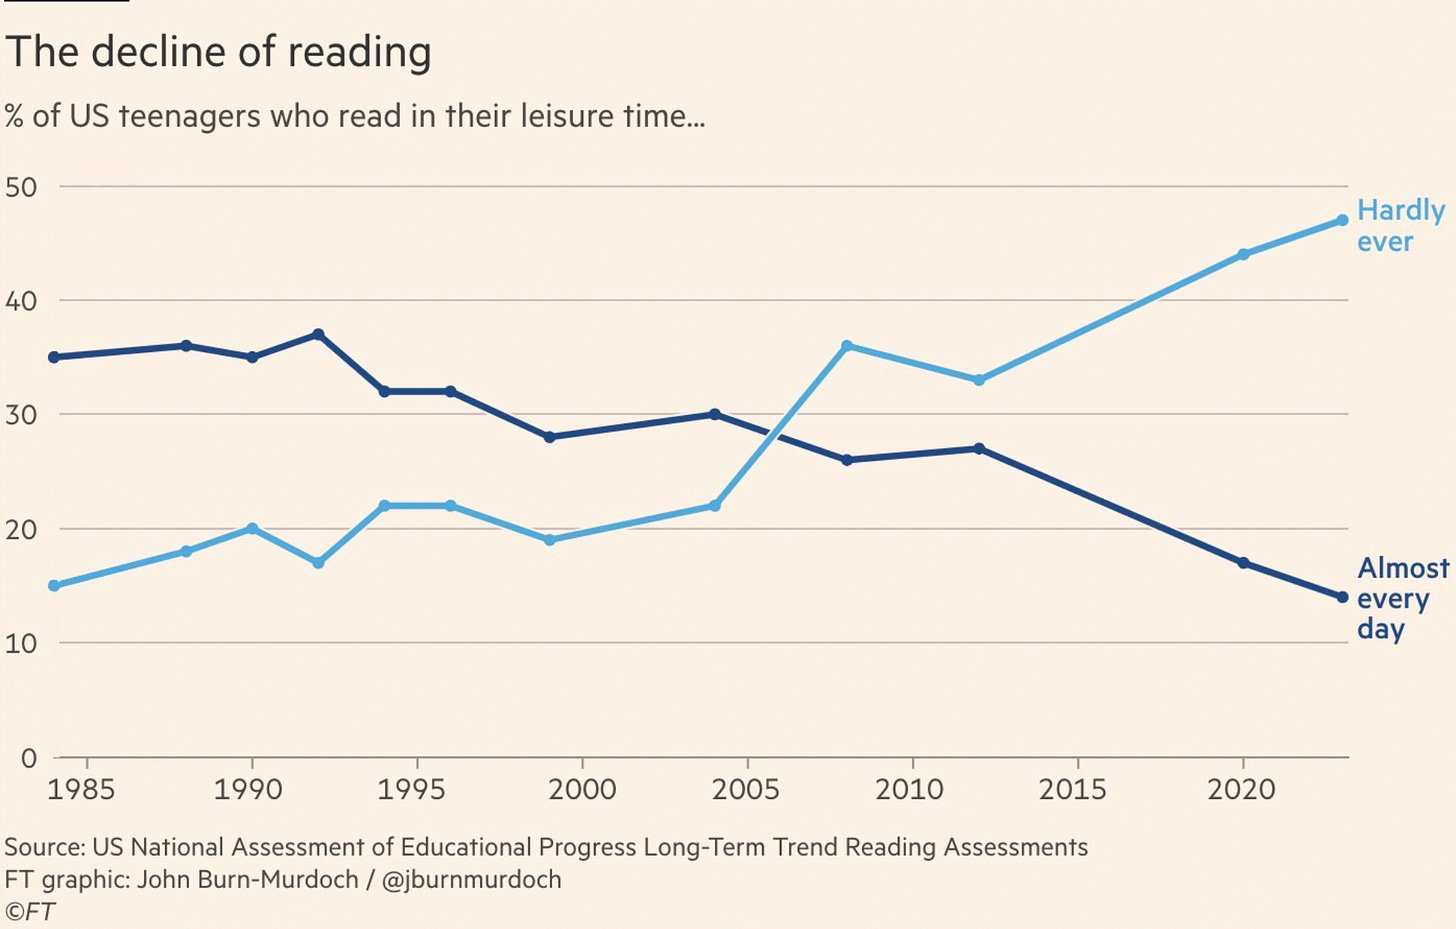 The decline of reading
% of US teenagers who read in their leisure time...
50
Hardly
ever
40
30
20
Almost
every
day
10
0
1985 1990 1995 2000 2005 2010 2015 2020
Source: US National Assessment of Educational Progress Long-Term Trend Reading Assessments
FT graphic: John Burn-Murdoch / @jburnmurdoch
©FT